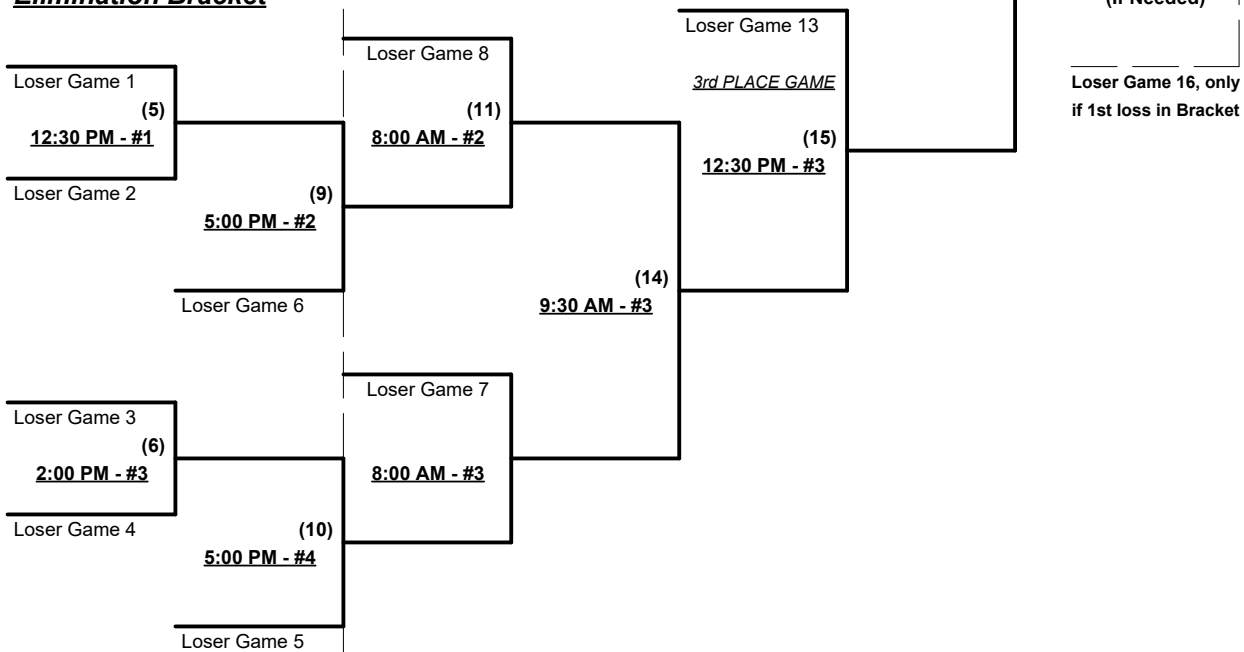 Elimination Bracket
(If Needed)
Loser Game 13
Loser Game 8
Loser Game 1
3rd PLACE GAME
Loser Game 16, only
if 1st loss in Bracket
(5)
(11)
12:30 PM - #1
8:00 AM - #2
(15)
12:30 PM - #3
Loser Game 2
(9)
5:00 PM - #2
(14)
9:30 AM - #3
Loser Game 6
Loser Game 7
Loser Game 3
(6)
2:00 PM - #3
8:00 AM - #3
Loser Game 4
(10)
5:00 PM - #4
Loser Game 5